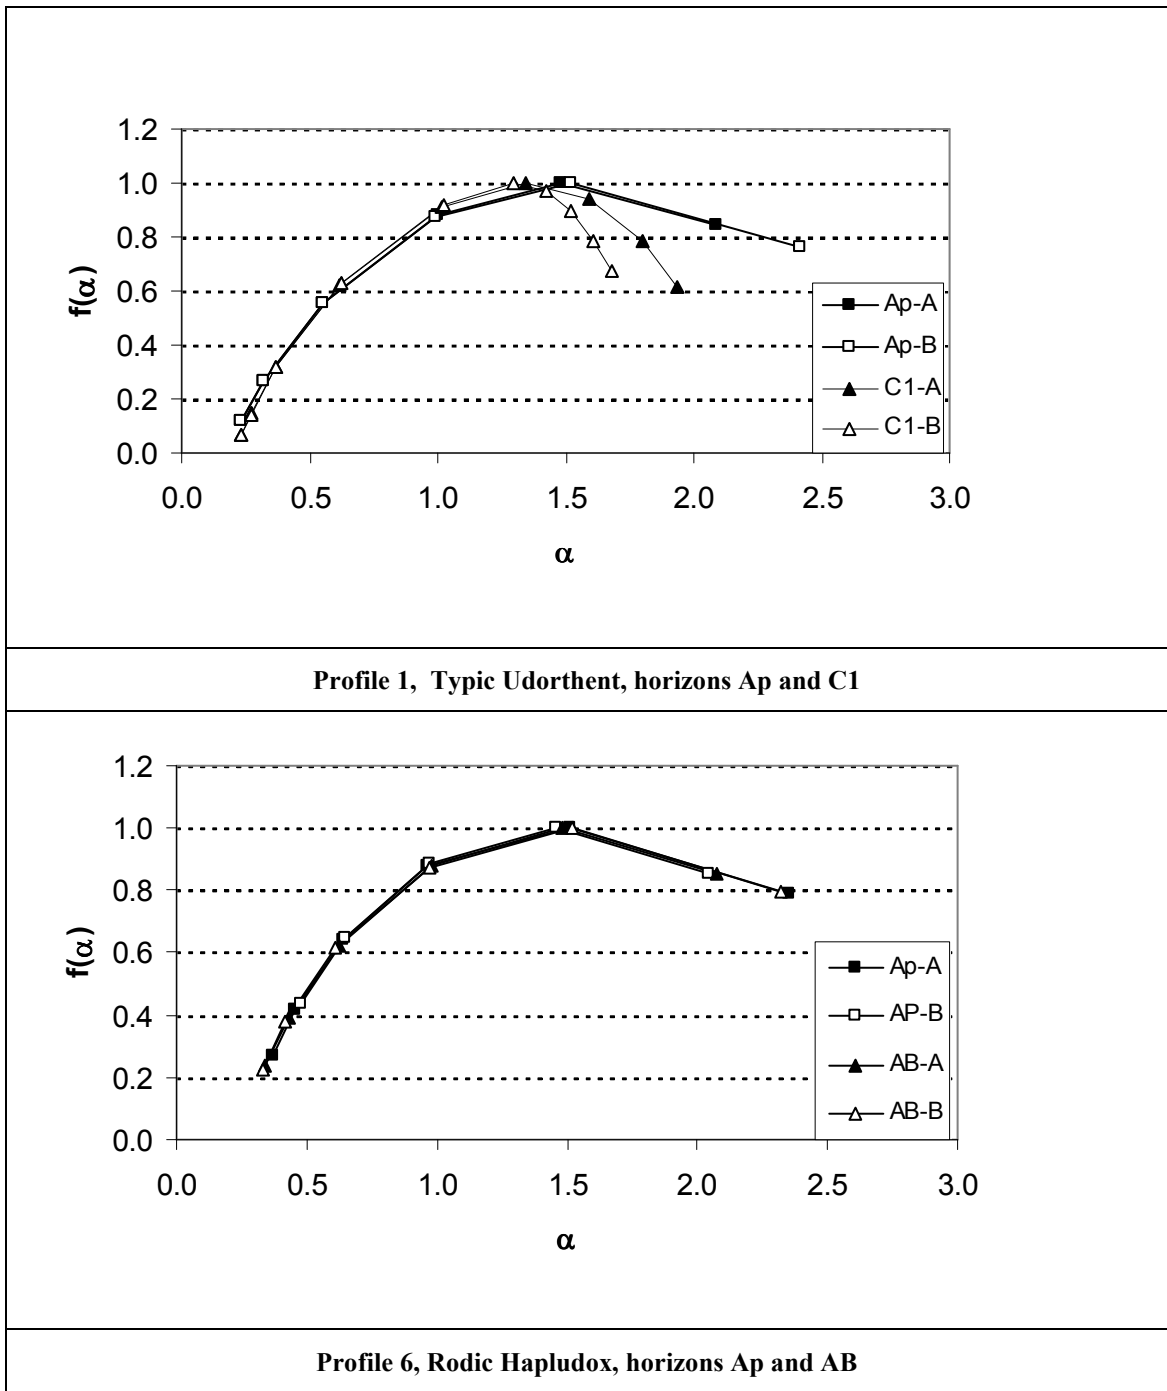 1.2
1.0
0.8
0.6
0.4
0.2
0.0
f(α)
0.0 0.5 1.0 1.5 2.0 2.5 3.0
α
Ap-A
Ap-B
C1-A
C1-B
Profile 1, Typic Udorthent, horizons Ap and C1
1.2
1.0
0.8
0.6
0.4
0.2
0.0
f(α)
0.0 0.5 1.0 1.5 2.0 2.5 3.0
α
Ap-A
AP-B
AB-A
AB-B
Profile 6, Rodic Hapludox, horizons Ap and AB